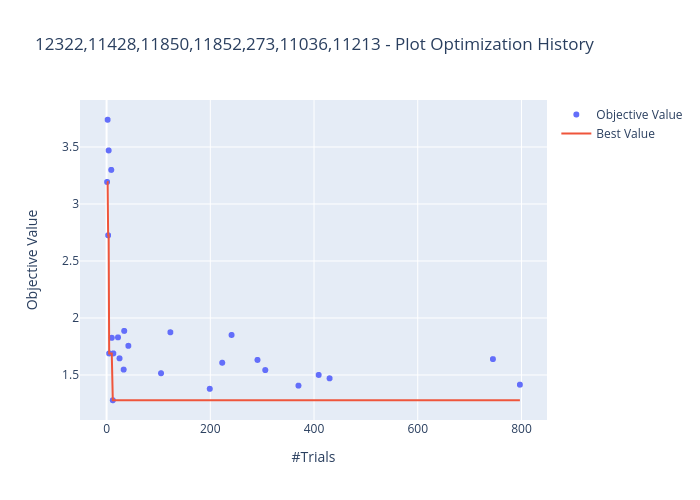 12322,11428,11850,11852,273,11036,11213 - Plot Optimization History
Objective Value
Best Value
3.5
3
2.5
2
1.5
Objective Value
0
200
400
600
800
#Trials